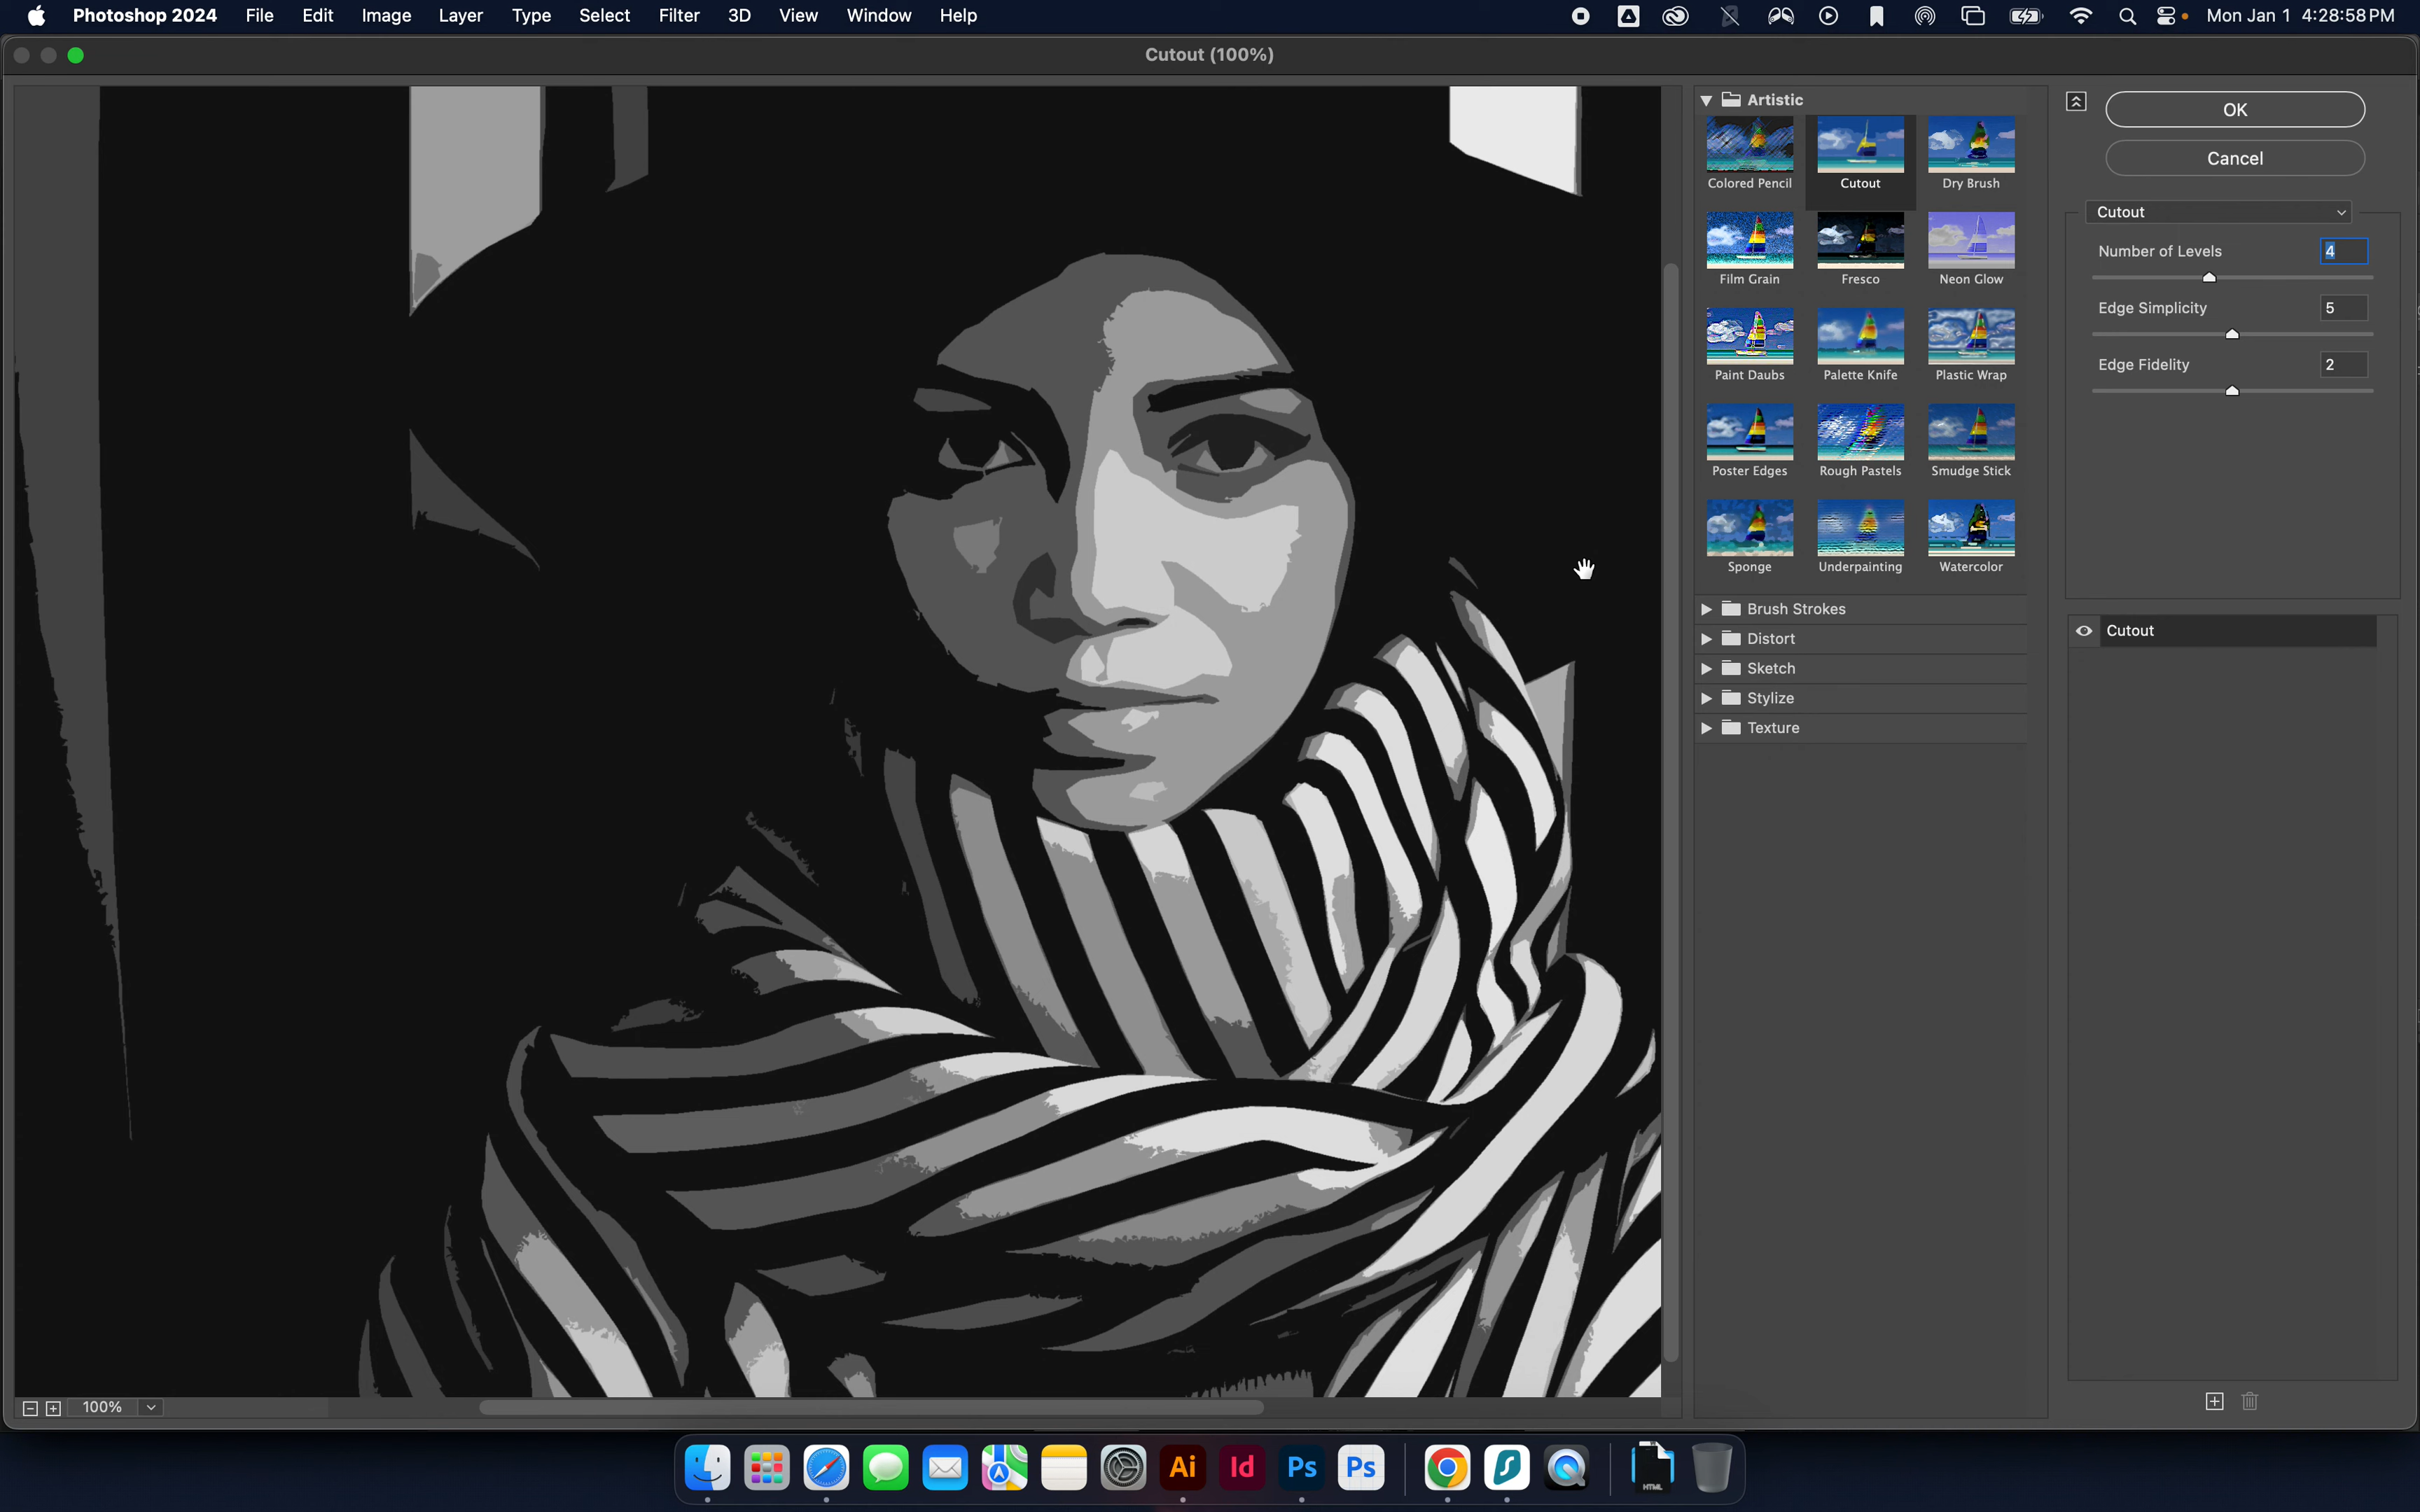 Photoshop 2024 File Edit Image Layer Type Select Filter 3D View Window Help Mon Jan 1 4:28:58 PM
Cutout (100%)
Artistic
Colored Pencil Cutout Dry Brush
Film Grain Fresco Neon Glow
Paint Daubs Palette Knife Plastic Wrap
Poster Edges Rough Pastels Smudge Stick
Sponge Underpainting Watercolor
Brush Strokes
Distort
Sketch
Stylize
Texture
OK
Cancel
Cutout
Number of Levels 4
Edge Simplicity 5
Edge Fidelity 2
Cutout
100%
Ai Id Ps Ps HTML